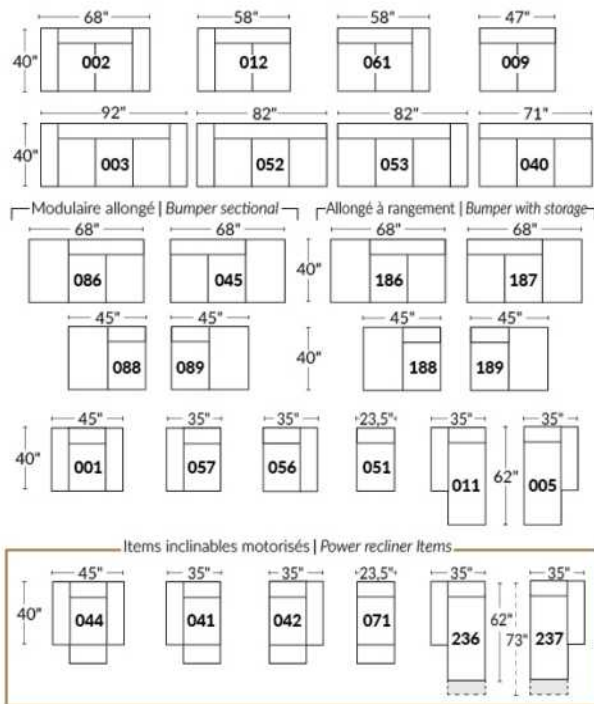 68" 58" 58" 47"
40" 002 012 061 009
92" 82" 82" 71"
40" 003 052 053 040
Modulaire allongé | Bumper sectional Allongé à rangement | Bumper with storage
68" 68" 68" 68"
086 045 40" 186 187
45" 45" 45" 45"
088 089 40" 188 189
45" 35" 35" 23,5" 35" 35"
40" 001 057 056 051 011 62" 005
Items inclinables motorisés | Power recliner Items
45" 35" 35" 23,5" 35" 35"
40" 044 041 042 071 236 62" 73" 237